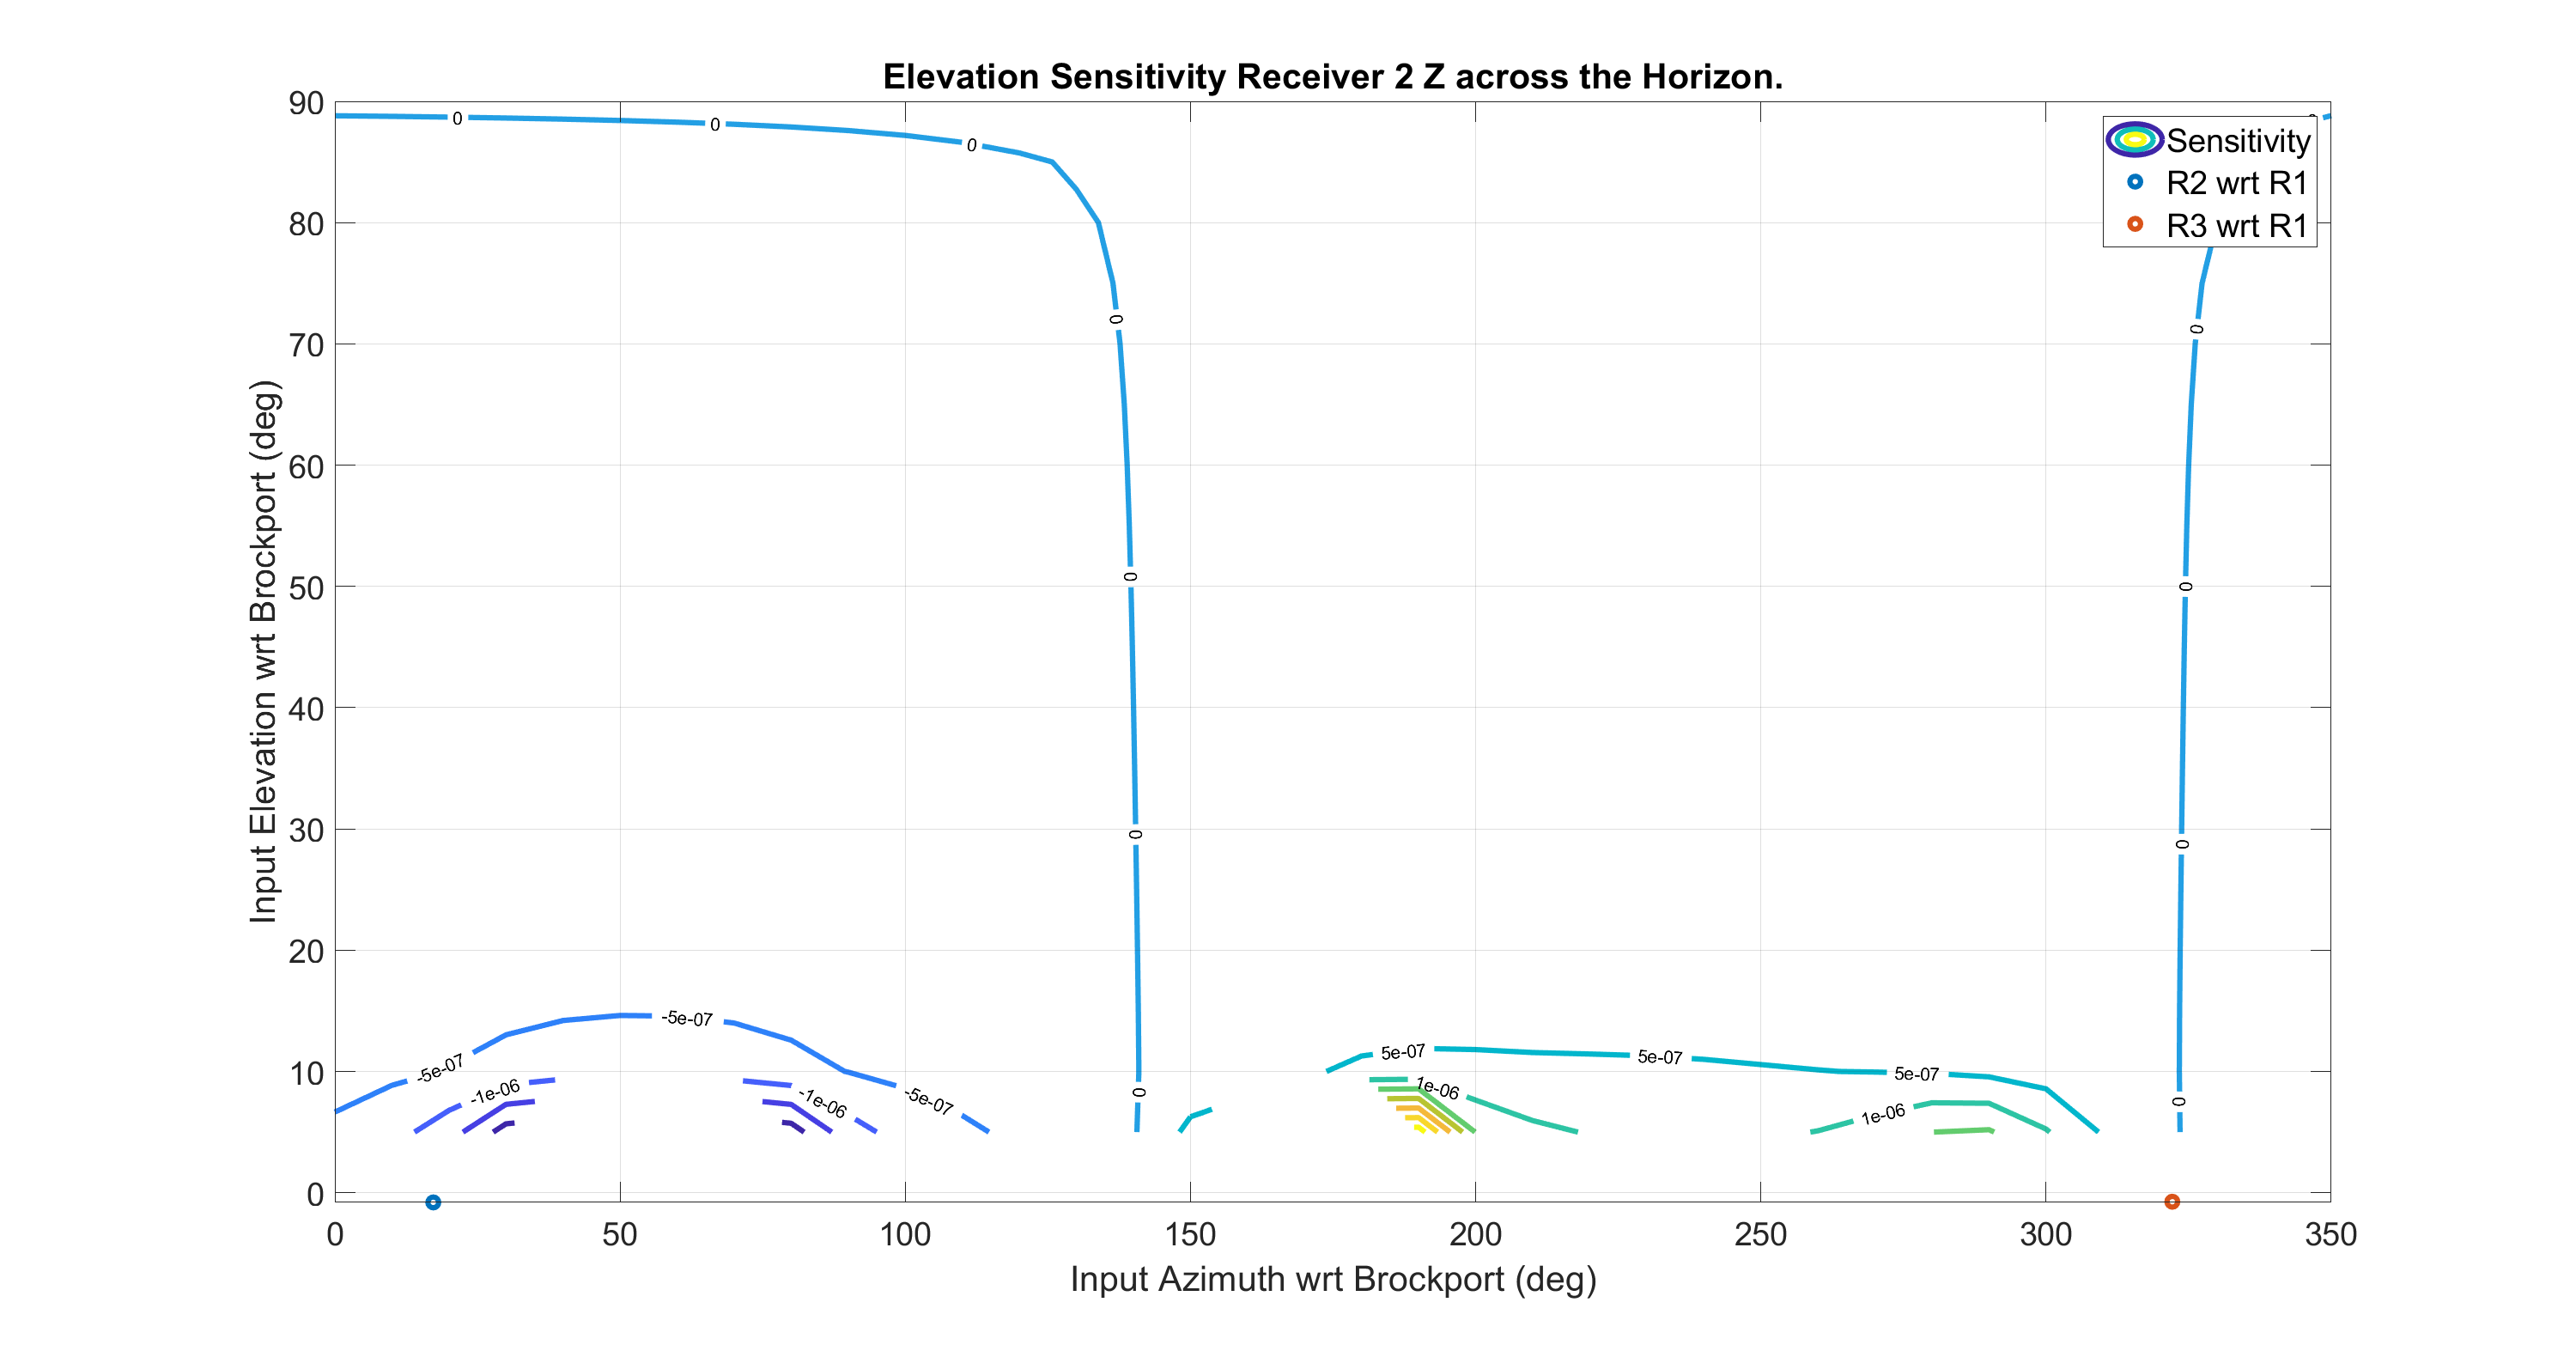 Elevation Sensitivity Receiver 2 Z across the Horizon.
Sensitivity
R2 wrt R1
R3 wrt R1
Input Elevation wrt Brockport (deg)
90
80
70
60
50
40
30
20
10
0
0
0
0
0
0
0
0
0
0
0
0
-5e-07
-5e-07
-5e-07
-1e-06
-1e-06
5e-07
5e-07
5e-07
1e-06
1e-06
0 50 100 150 200 250 300 350
Input Azimuth wrt Brockport (deg)